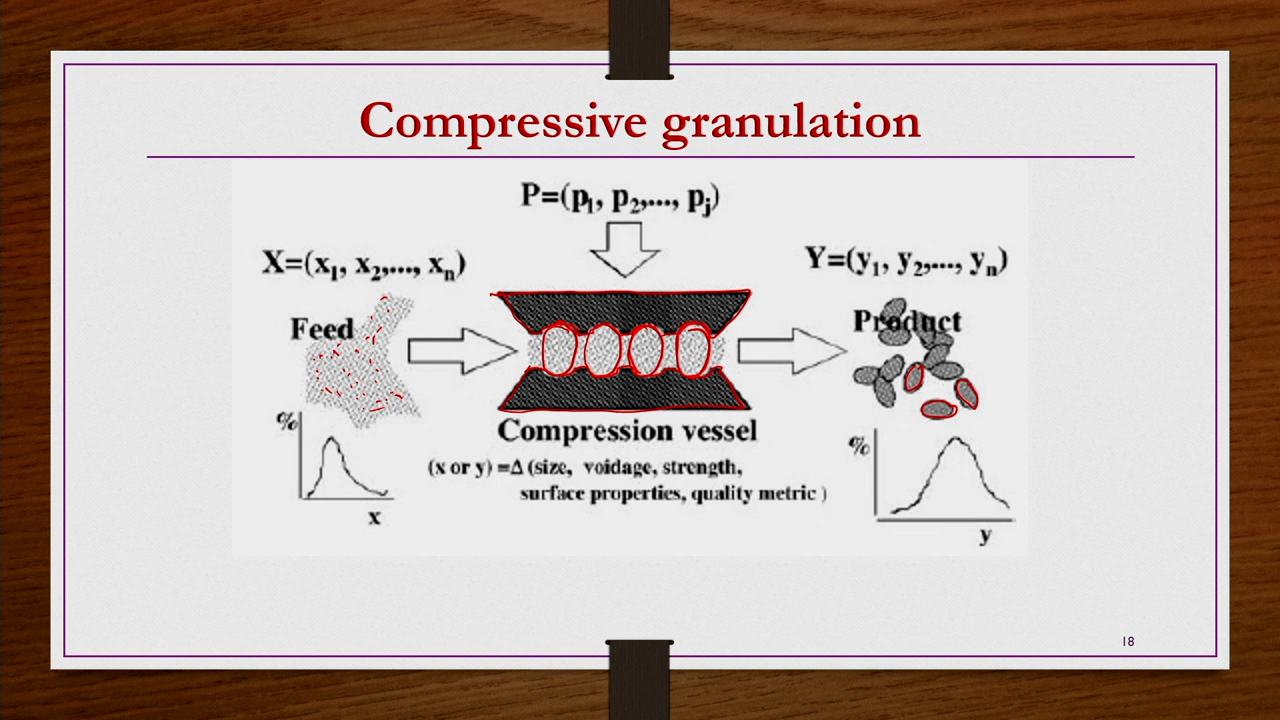 Compressive granulation
P=(p1, p2,..., pj)
X=(x1, x2,..., xn)
Y=(y1, y2,..., yn)
Feed
Product
%
x
Compression vessel
(x or y) =Δ (size, voidage, strength,
surface properties, quality metric )
%
y
18